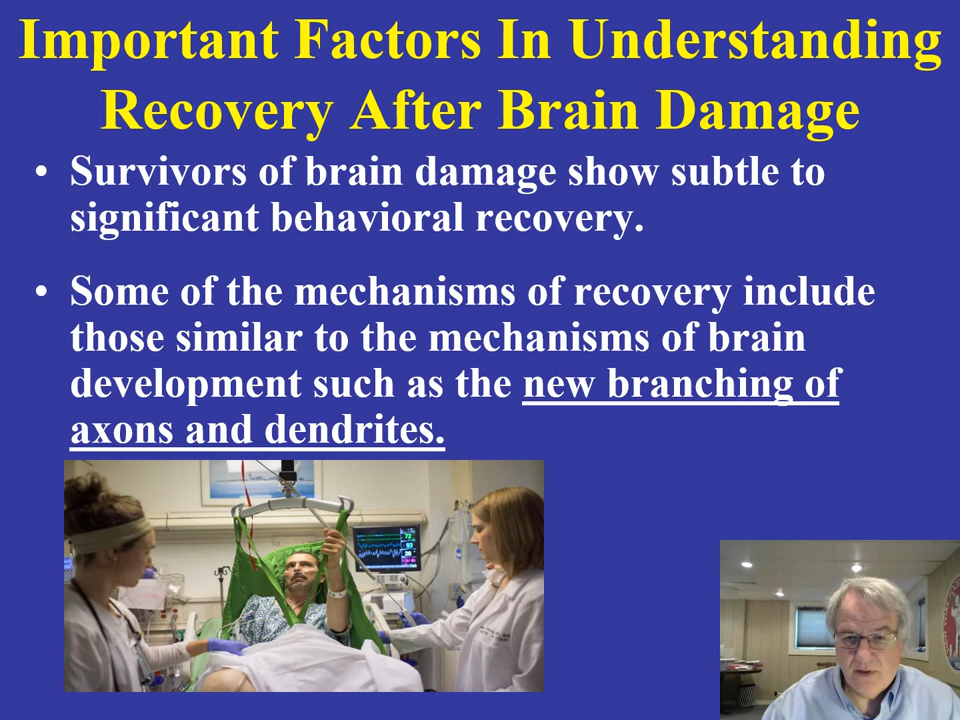 Important Factors In Understanding
Recovery After Brain Damage
• Survivors of brain damage show subtle to
significant behavioral recovery.
• Some of the mechanisms of recovery include
those similar to the mechanisms of brain
development such as the new branching of
axons and dendrites.